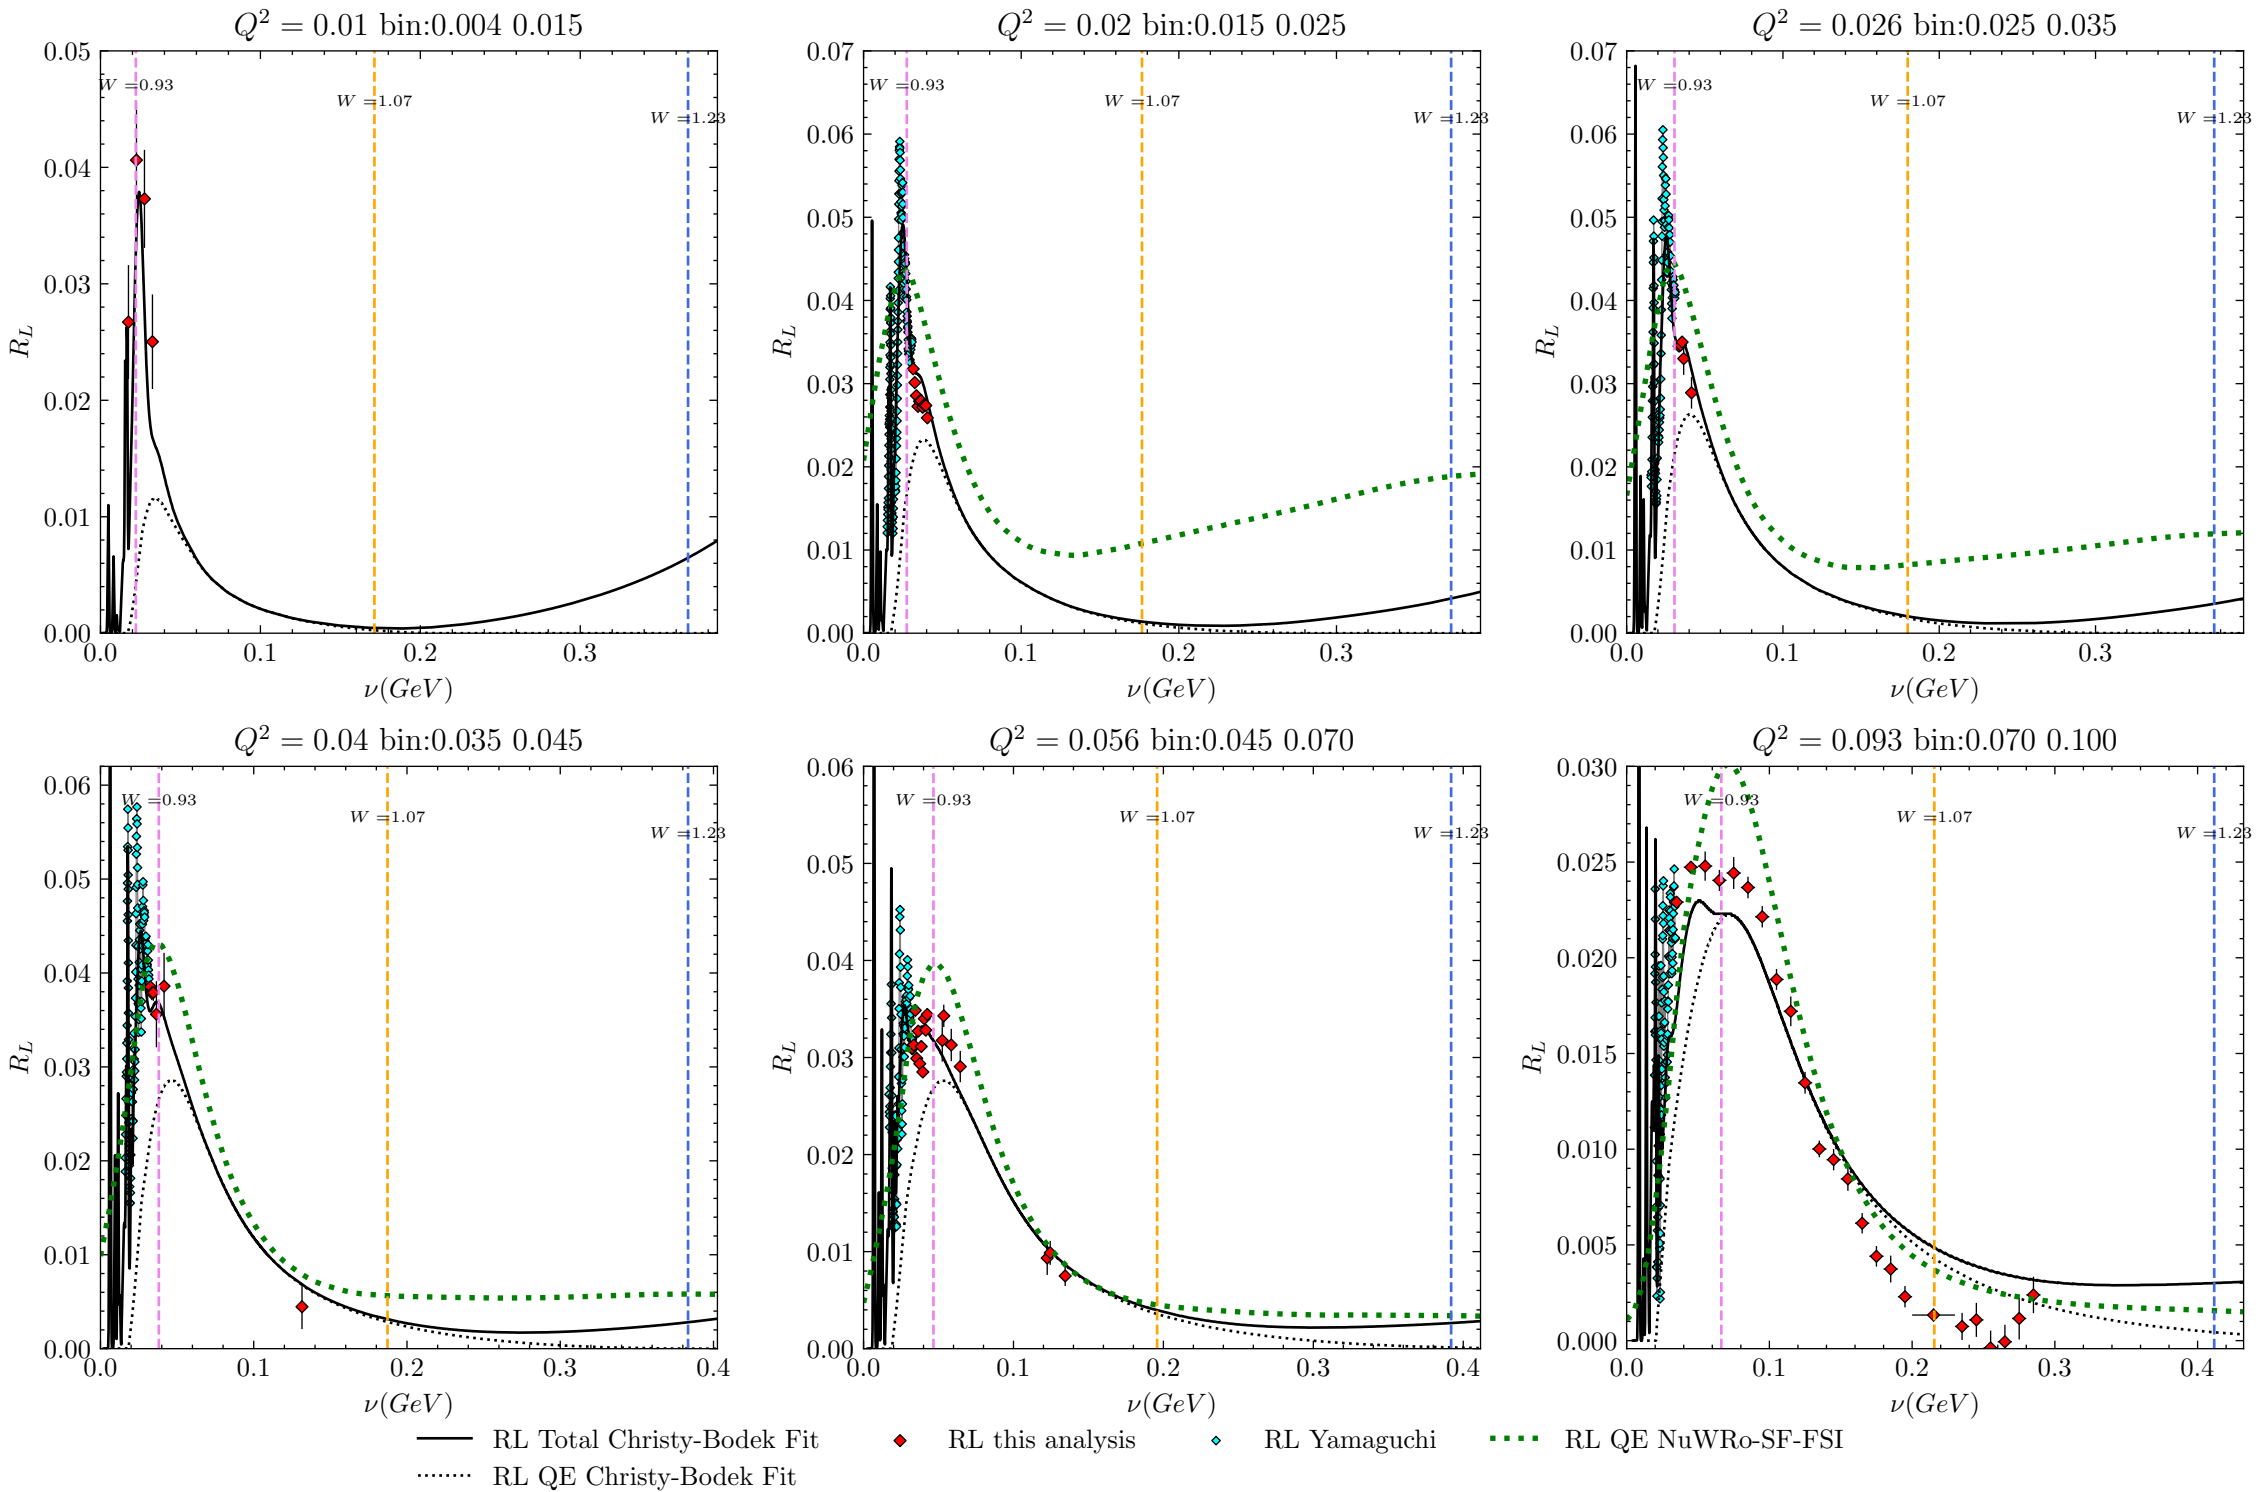 Q² = 0.01 bin:0.004 0.015
Q² = 0.02 bin:0.015 0.025
Q² = 0.026 bin:0.025 0.035
R_L
0.05
0.04
0.03
0.02
0.01
0.00
W =0.93
W =1.07
W =1.23
0.0 0.1 0.2 0.3
ν(GeV)
R_L
0.07
0.06
0.05
0.04
0.03
0.02
0.01
0.00
W =0.93
W =1.07
W =1.23
0.0 0.1 0.2 0.3
ν(GeV)
R_L
0.07
0.06
0.05
0.04
0.03
0.02
0.01
0.00
W =0.93
W =1.07
W =1.23
0.0 0.1 0.2 0.3
ν(GeV)
Q² = 0.04 bin:0.035 0.045
Q² = 0.056 bin:0.045 0.070
Q² = 0.093 bin:0.070 0.100
R_L
0.06
0.05
0.04
0.03
0.02
0.01
0.00
W =0.93
W =1.07
W =1.23
0.0 0.1 0.2 0.3 0.4
ν(GeV)
R_L
0.06
0.05
0.04
0.03
0.02
0.01
0.00
W =0.93
W =1.07
W =1.23
0.0 0.1 0.2 0.3 0.4
ν(GeV)
R_L
0.030
0.025
0.020
0.015
0.010
0.005
0.000
W =0.93
W =1.07
W =1.23
0.0 0.1 0.2 0.3 0.4
ν(GeV)
RL Total Christy-Bodek Fit
RL this analysis
RL Yamaguchi
RL QE NuWRo-SF-FSI
RL QE Christy-Bodek Fit